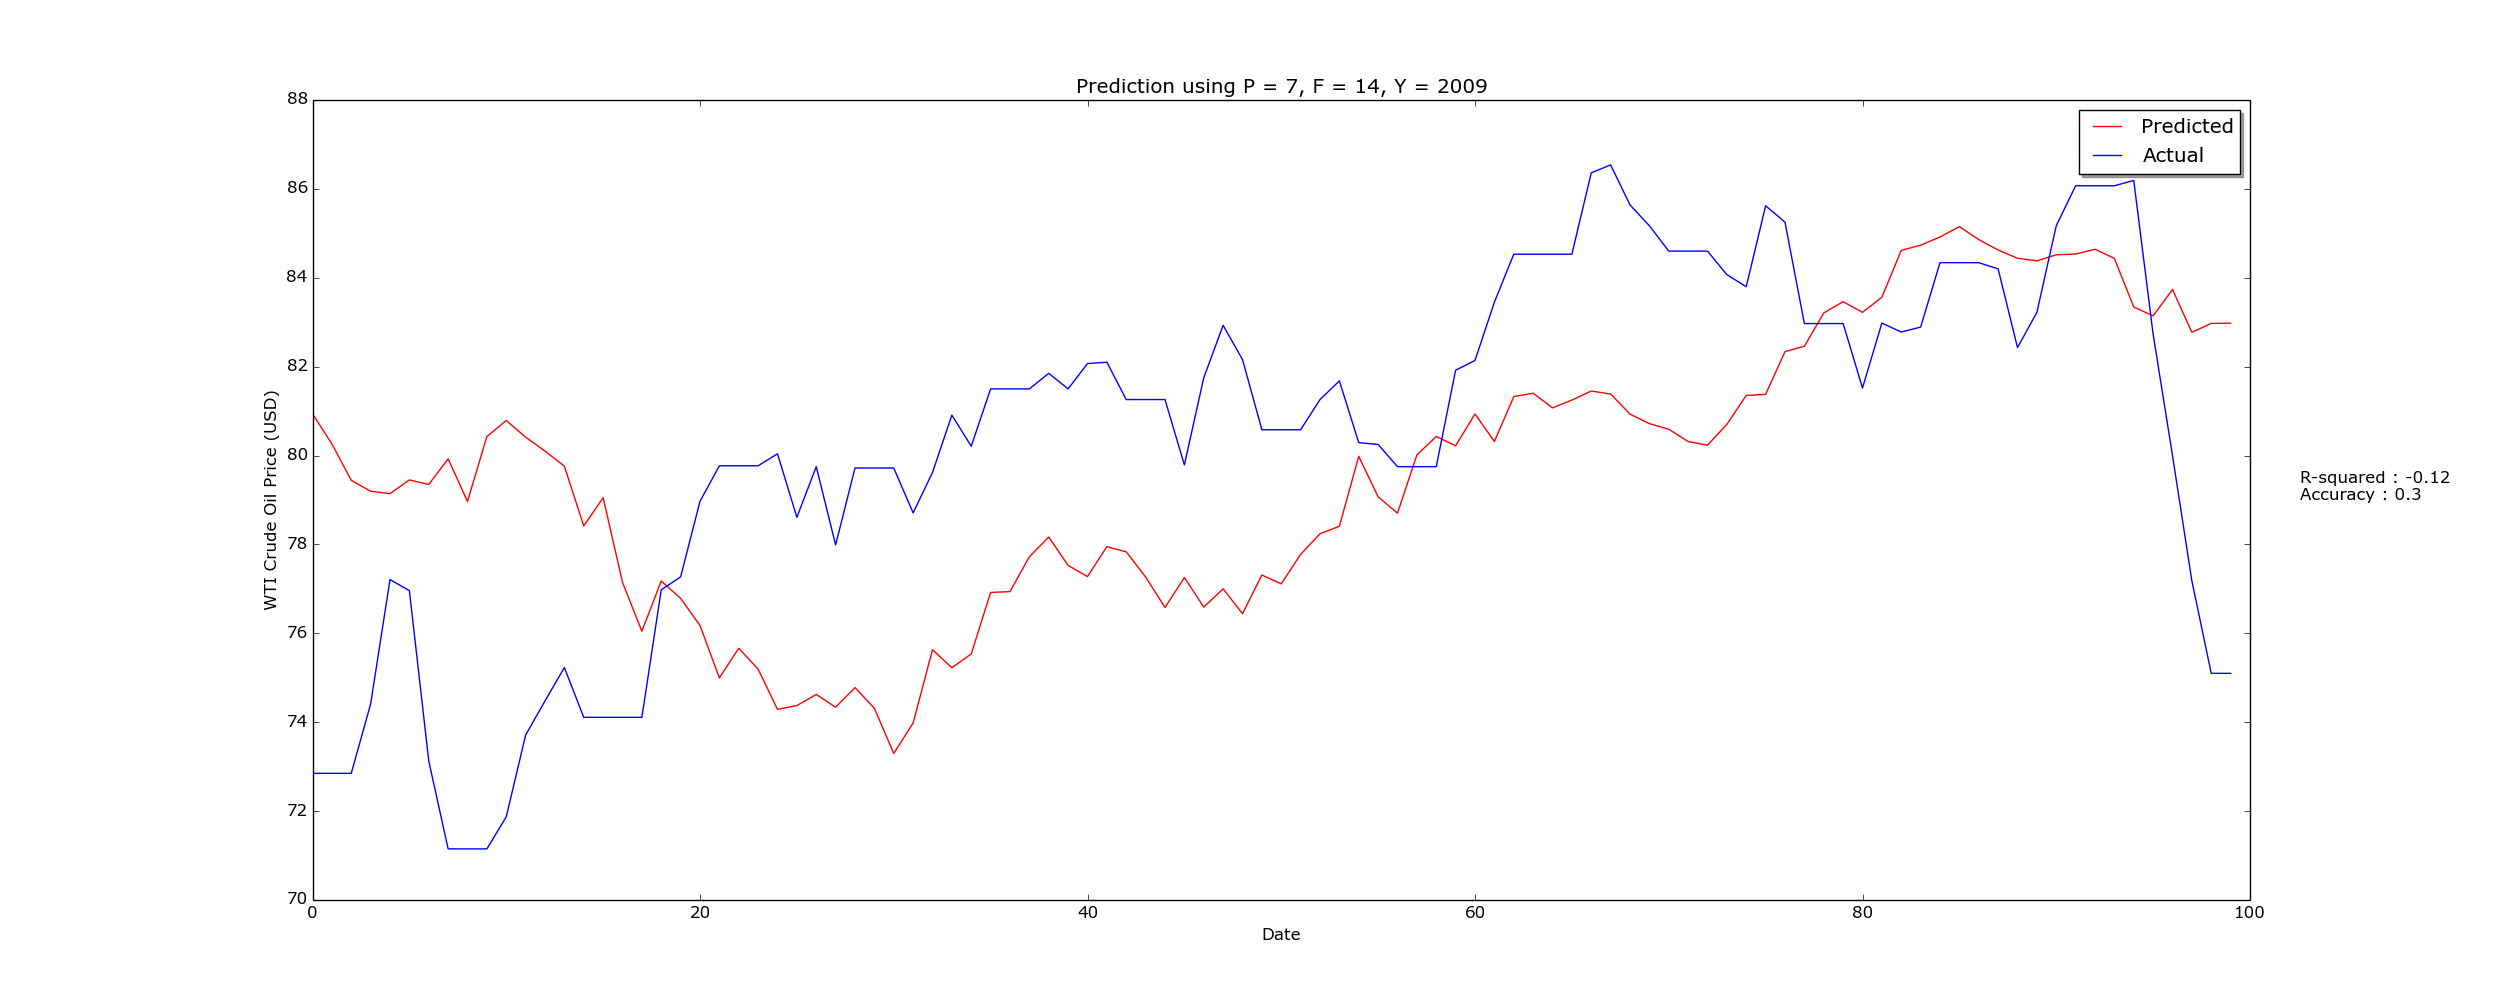 Prediction using P = 7, F = 14, Y = 2009
Predicted
Actual
88
86
84
82
80
78
76
74
72
70
WTI Crude Oil Price (USD)
0 20 40 60 80 100
Date
R-squared : -0.12
Accuracy : 0.3